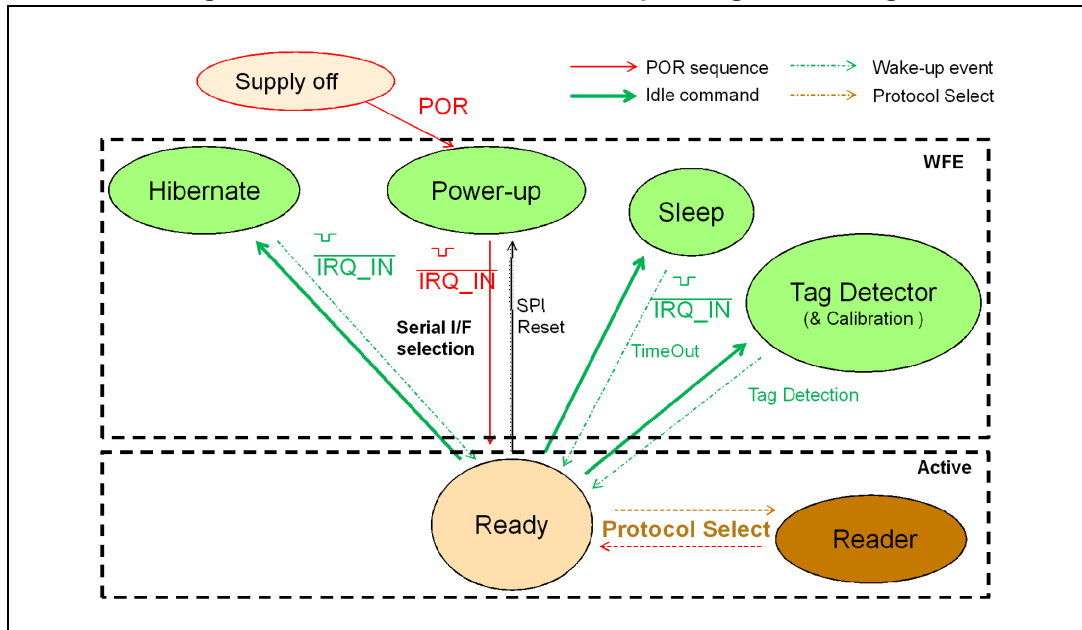 Supply off
POR
POR sequence
Wake-up event
Idle command
Protocol Select
WFE
Hibernate
Power-up
Sleep
IRQ_IN
IRQ_IN
IRQ_IN
Tag Detector
(& Calibration )
Serial I/F
selection
SPI
Reset
TimeOut
Tag Detection
Active
Ready
Protocol Select
Reader